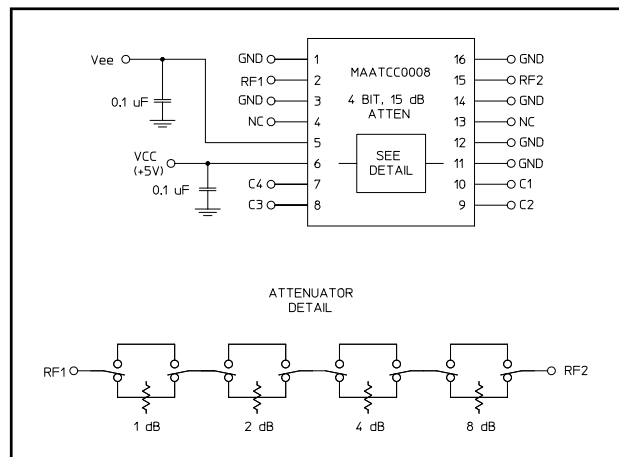 Vee
0.1 uF
VCC
(+5V)
0.1 uF
GND 1
RF1 2
GND 3
NC 4
5
6
C4 7
C3 8
MAATCC0008
4 BIT, 15 dB
ATTEN
SEE
DETAIL
16 GND
15 RF2
14 GND
13 NC
12 GND
11 GND
10 C1
9 C2
ATTENUATOR
DETAIL
RF1
RF2
1 dB 2 dB 4 dB 8 dB